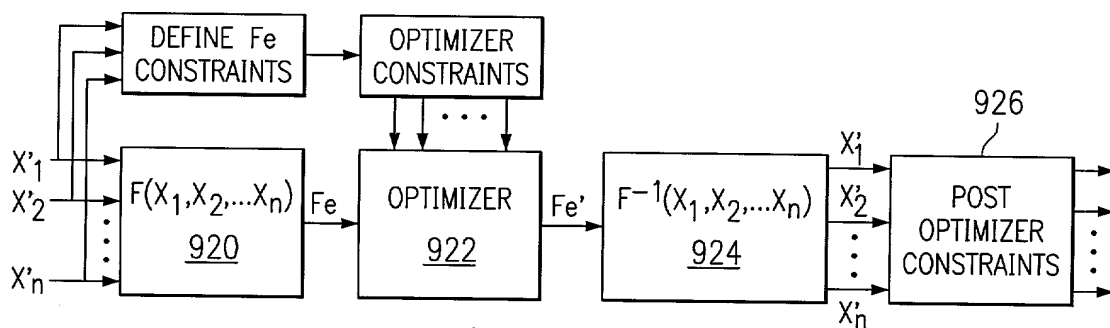 DEFINE Fe
CONSTRAINTS
OPTIMIZER
CONSTRAINTS
926
X'1
X'2
X'n
F(X1,X2,...Xn)
920
Fe
OPTIMIZER
922
Fe'
F-1(X1,X2,...Xn)
924
X'1
X'2
X'n
POST
OPTIMIZER
CONSTRAINTS